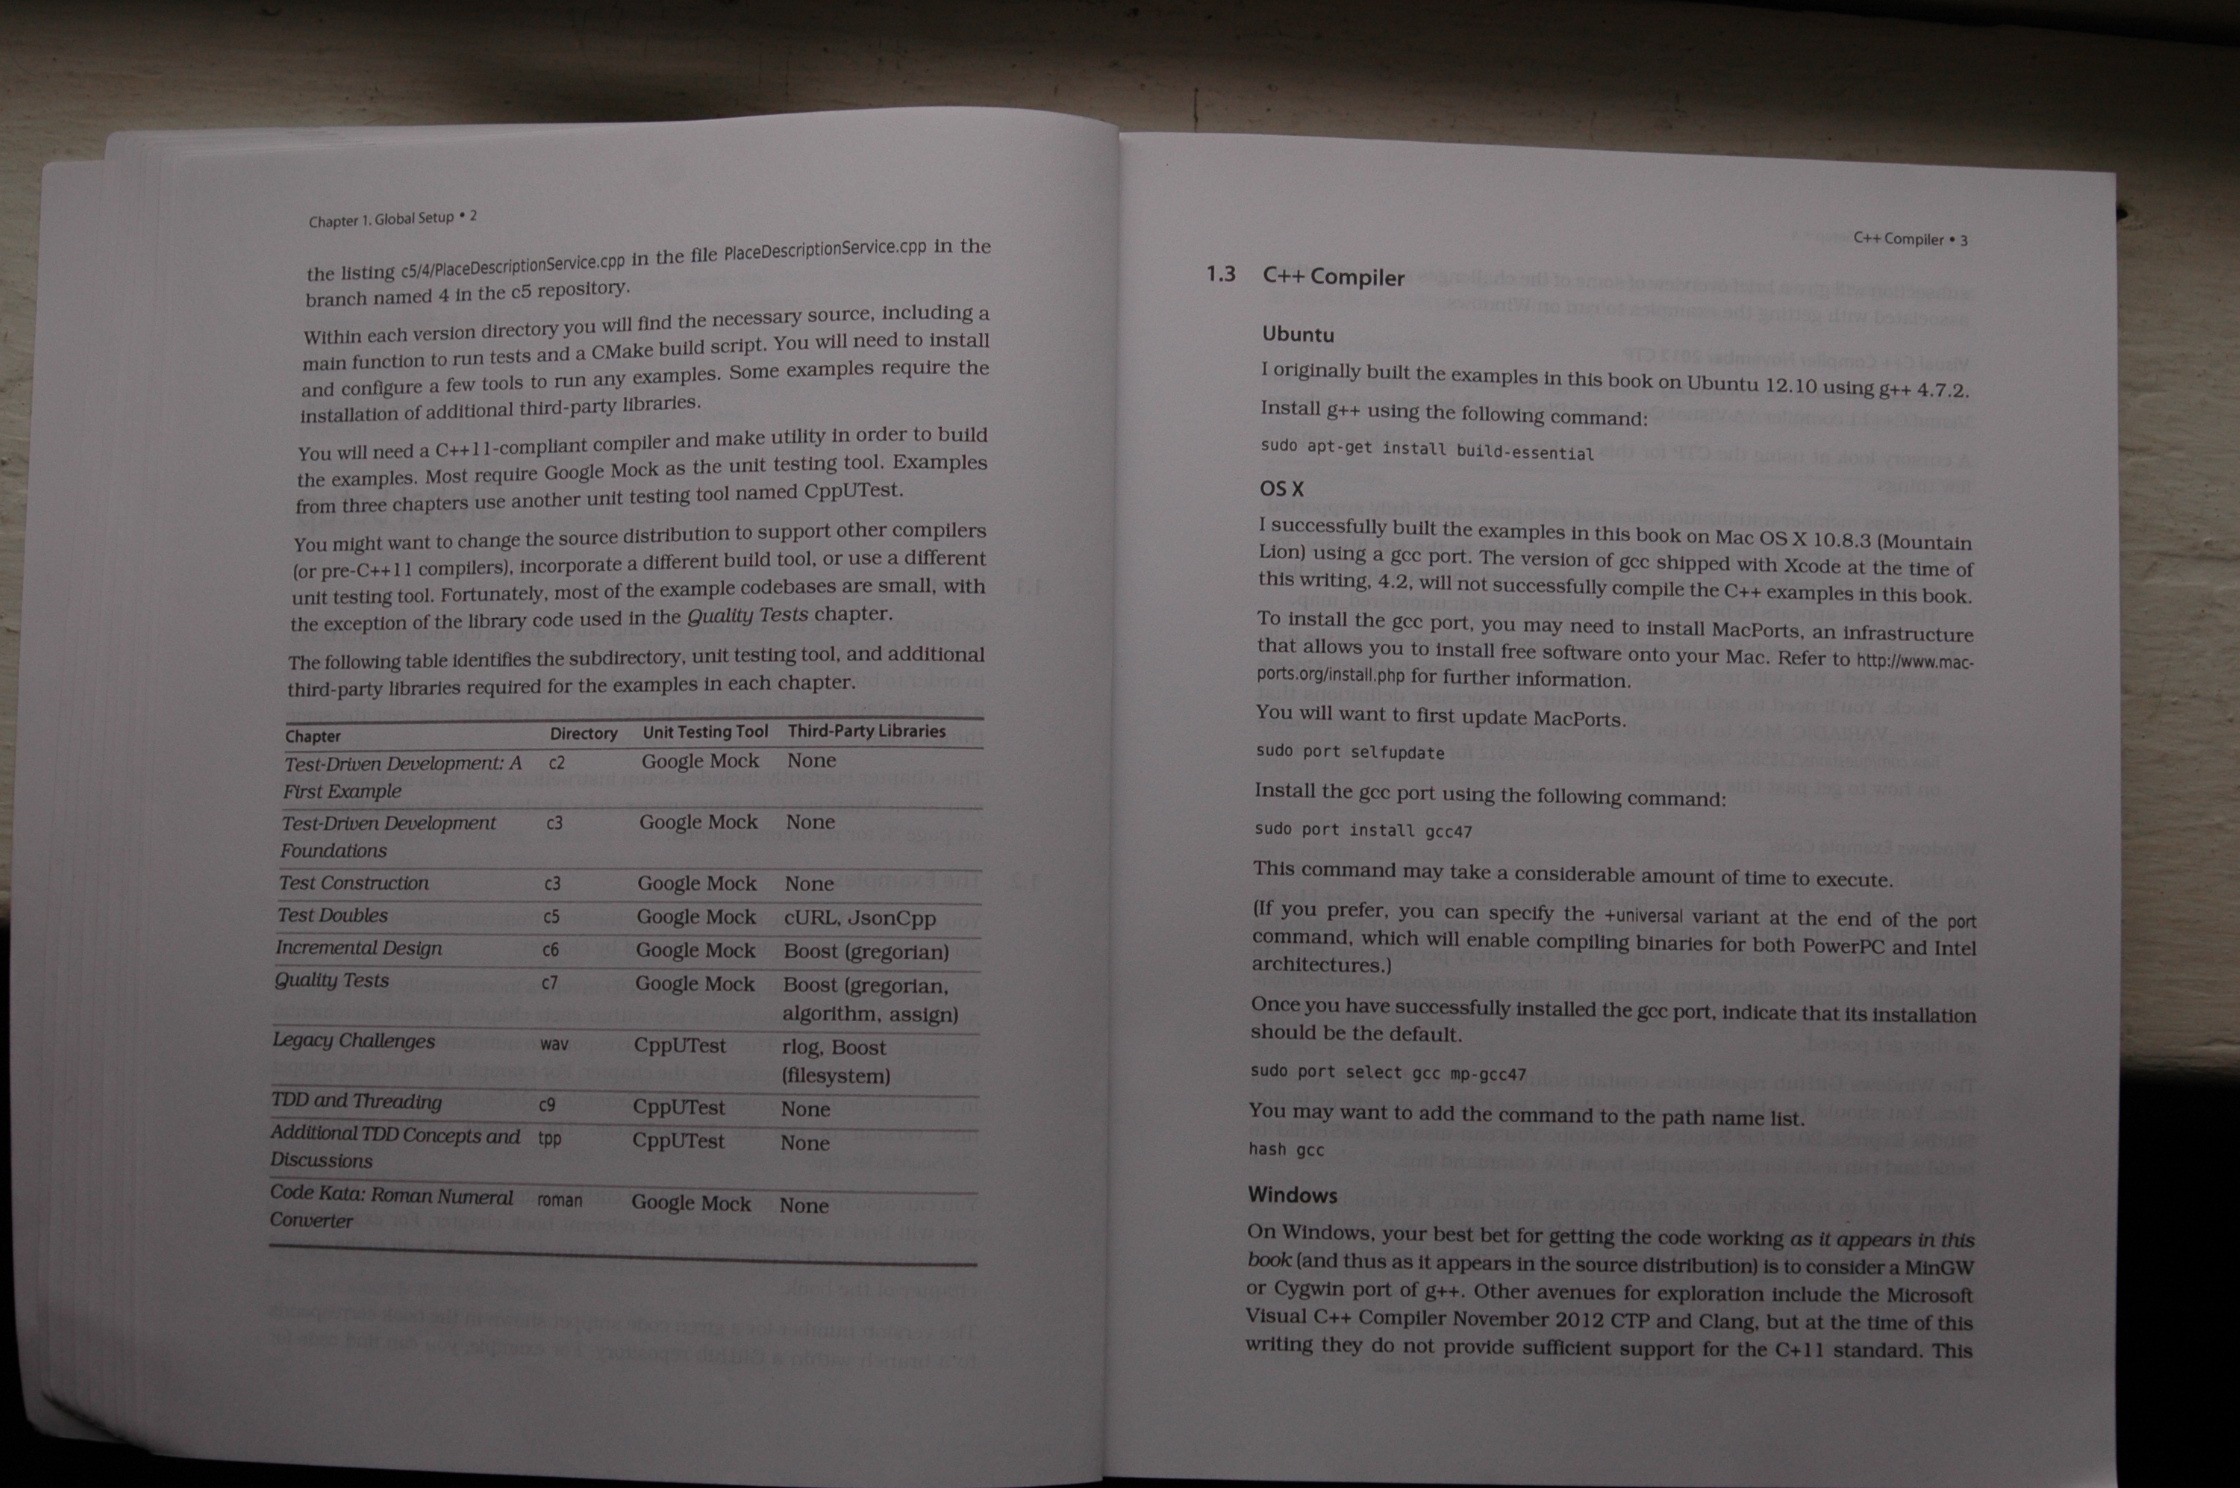 Chapter 1. Global Setup • 2
the listing c5/4/PlaceDescriptionService.cpp in the file PlaceDescriptionService.cpp in the
branch named 4 in the c5 repository.
Within each version directory you will find the necessary source, including a
main function to run tests and a CMake build script. You will need to install
and configure a few tools to run any examples. Some examples require the
installation of additional third-party libraries.
You will need a C++11-compliant compiler and make utility in order to build
the examples. Most require Google Mock as the unit testing tool. Examples
from three chapters use another unit testing tool named CppUTest.
You might want to change the source distribution to support other compilers
(or pre-C++11 compilers), incorporate a different build tool, or use a different
unit testing tool. Fortunately, most of the example codebases are small, with
the exception of the library code used in the Quality Tests chapter.
The following table identifies the subdirectory, unit testing tool, and additional
third-party libraries required for the examples in each chapter.
Chapter Directory Unit Testing Tool Third-Party Libraries
Test-Driven Development: A c2 Google Mock None
First Example
Test-Driven Development c3 Google Mock None
Foundations
Test Construction c3 Google Mock None
Test Doubles c5 Google Mock cURL, JsonCpp
Incremental Design c6 Google Mock Boost (gregorian)
Quality Tests c7 Google Mock Boost (gregorian,
algorithm, assign)
Legacy Challenges wav CppUTest rlog, Boost
(filesystem)
TDD and Threading c9 CppUTest None
Additional TDD Concepts and tpp CppUTest None
Discussions
Code Kata: Roman Numeral roman Google Mock None
Converter
C++ Compiler • 3
1.3 C++ Compiler
Ubuntu
I originally built the examples in this book on Ubuntu 12.10 using g++ 4.7.2.
Install g++ using the following command:
sudo apt-get install build-essential
OS X
I successfully built the examples in this book on Mac OS X 10.8.3 (Mountain
Lion) using a gcc port. The version of gcc shipped with Xcode at the time of
this writing, 4.2, will not successfully compile the C++ examples in this book.
To install the gcc port, you may need to install MacPorts, an infrastructure
that allows you to install free software onto your Mac. Refer to http://www.mac-
ports.org/install.php for further information.
You will want to first update MacPorts.
sudo port selfupdate
Install the gcc port using the following command:
sudo port install gcc47
This command may take a considerable amount of time to execute.
(If you prefer, you can specify the +universal variant at the end of the port
command, which will enable compiling binaries for both PowerPC and Intel
architectures.)
Once you have successfully installed the gcc port, indicate that its installation
should be the default.
sudo port select gcc mp-gcc47
You may want to add the command to the path name list.
hash gcc
Windows
On Windows, your best bet for getting the code working as it appears in this
book (and thus as it appears in the source distribution) is to consider a MinGW
or Cygwin port of g++. Other avenues for exploration include the Microsoft
Visual C++ Compiler November 2012 CTP and Clang, but at the time of this
writing they do not provide sufficient support for the C+11 standard. This